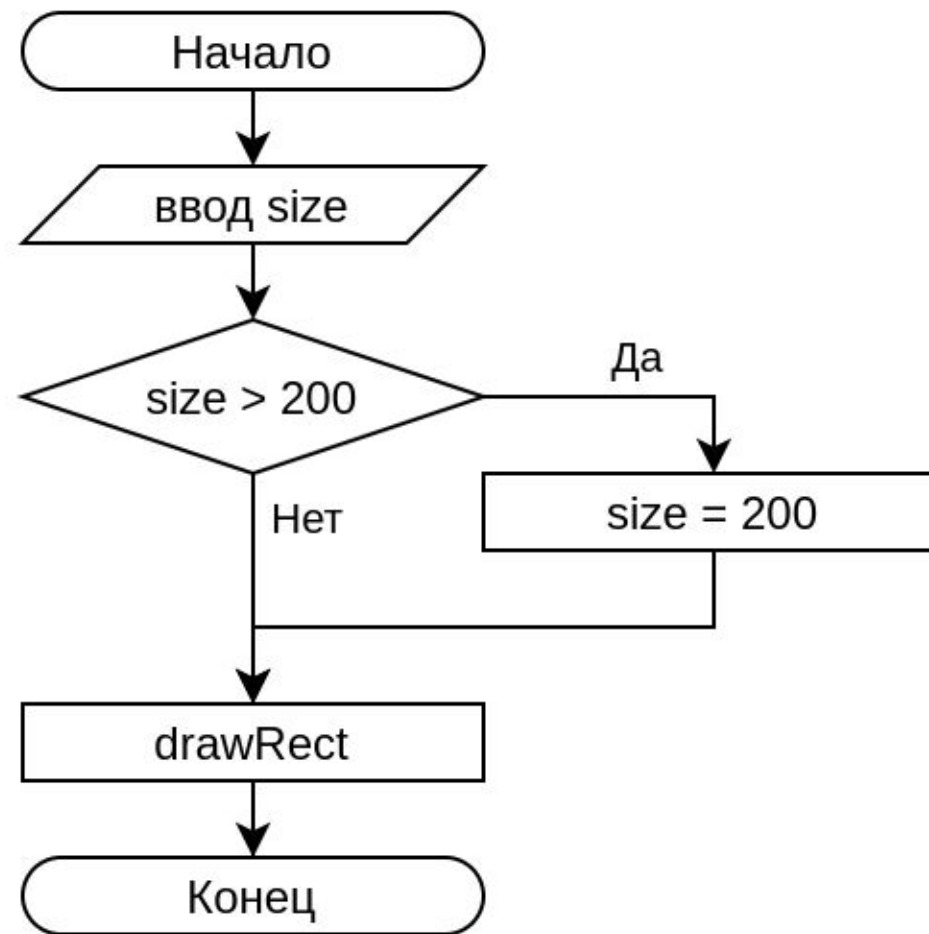 Начало
ввод size
size > 200
Да
Нет
size = 200
drawRect
Конец